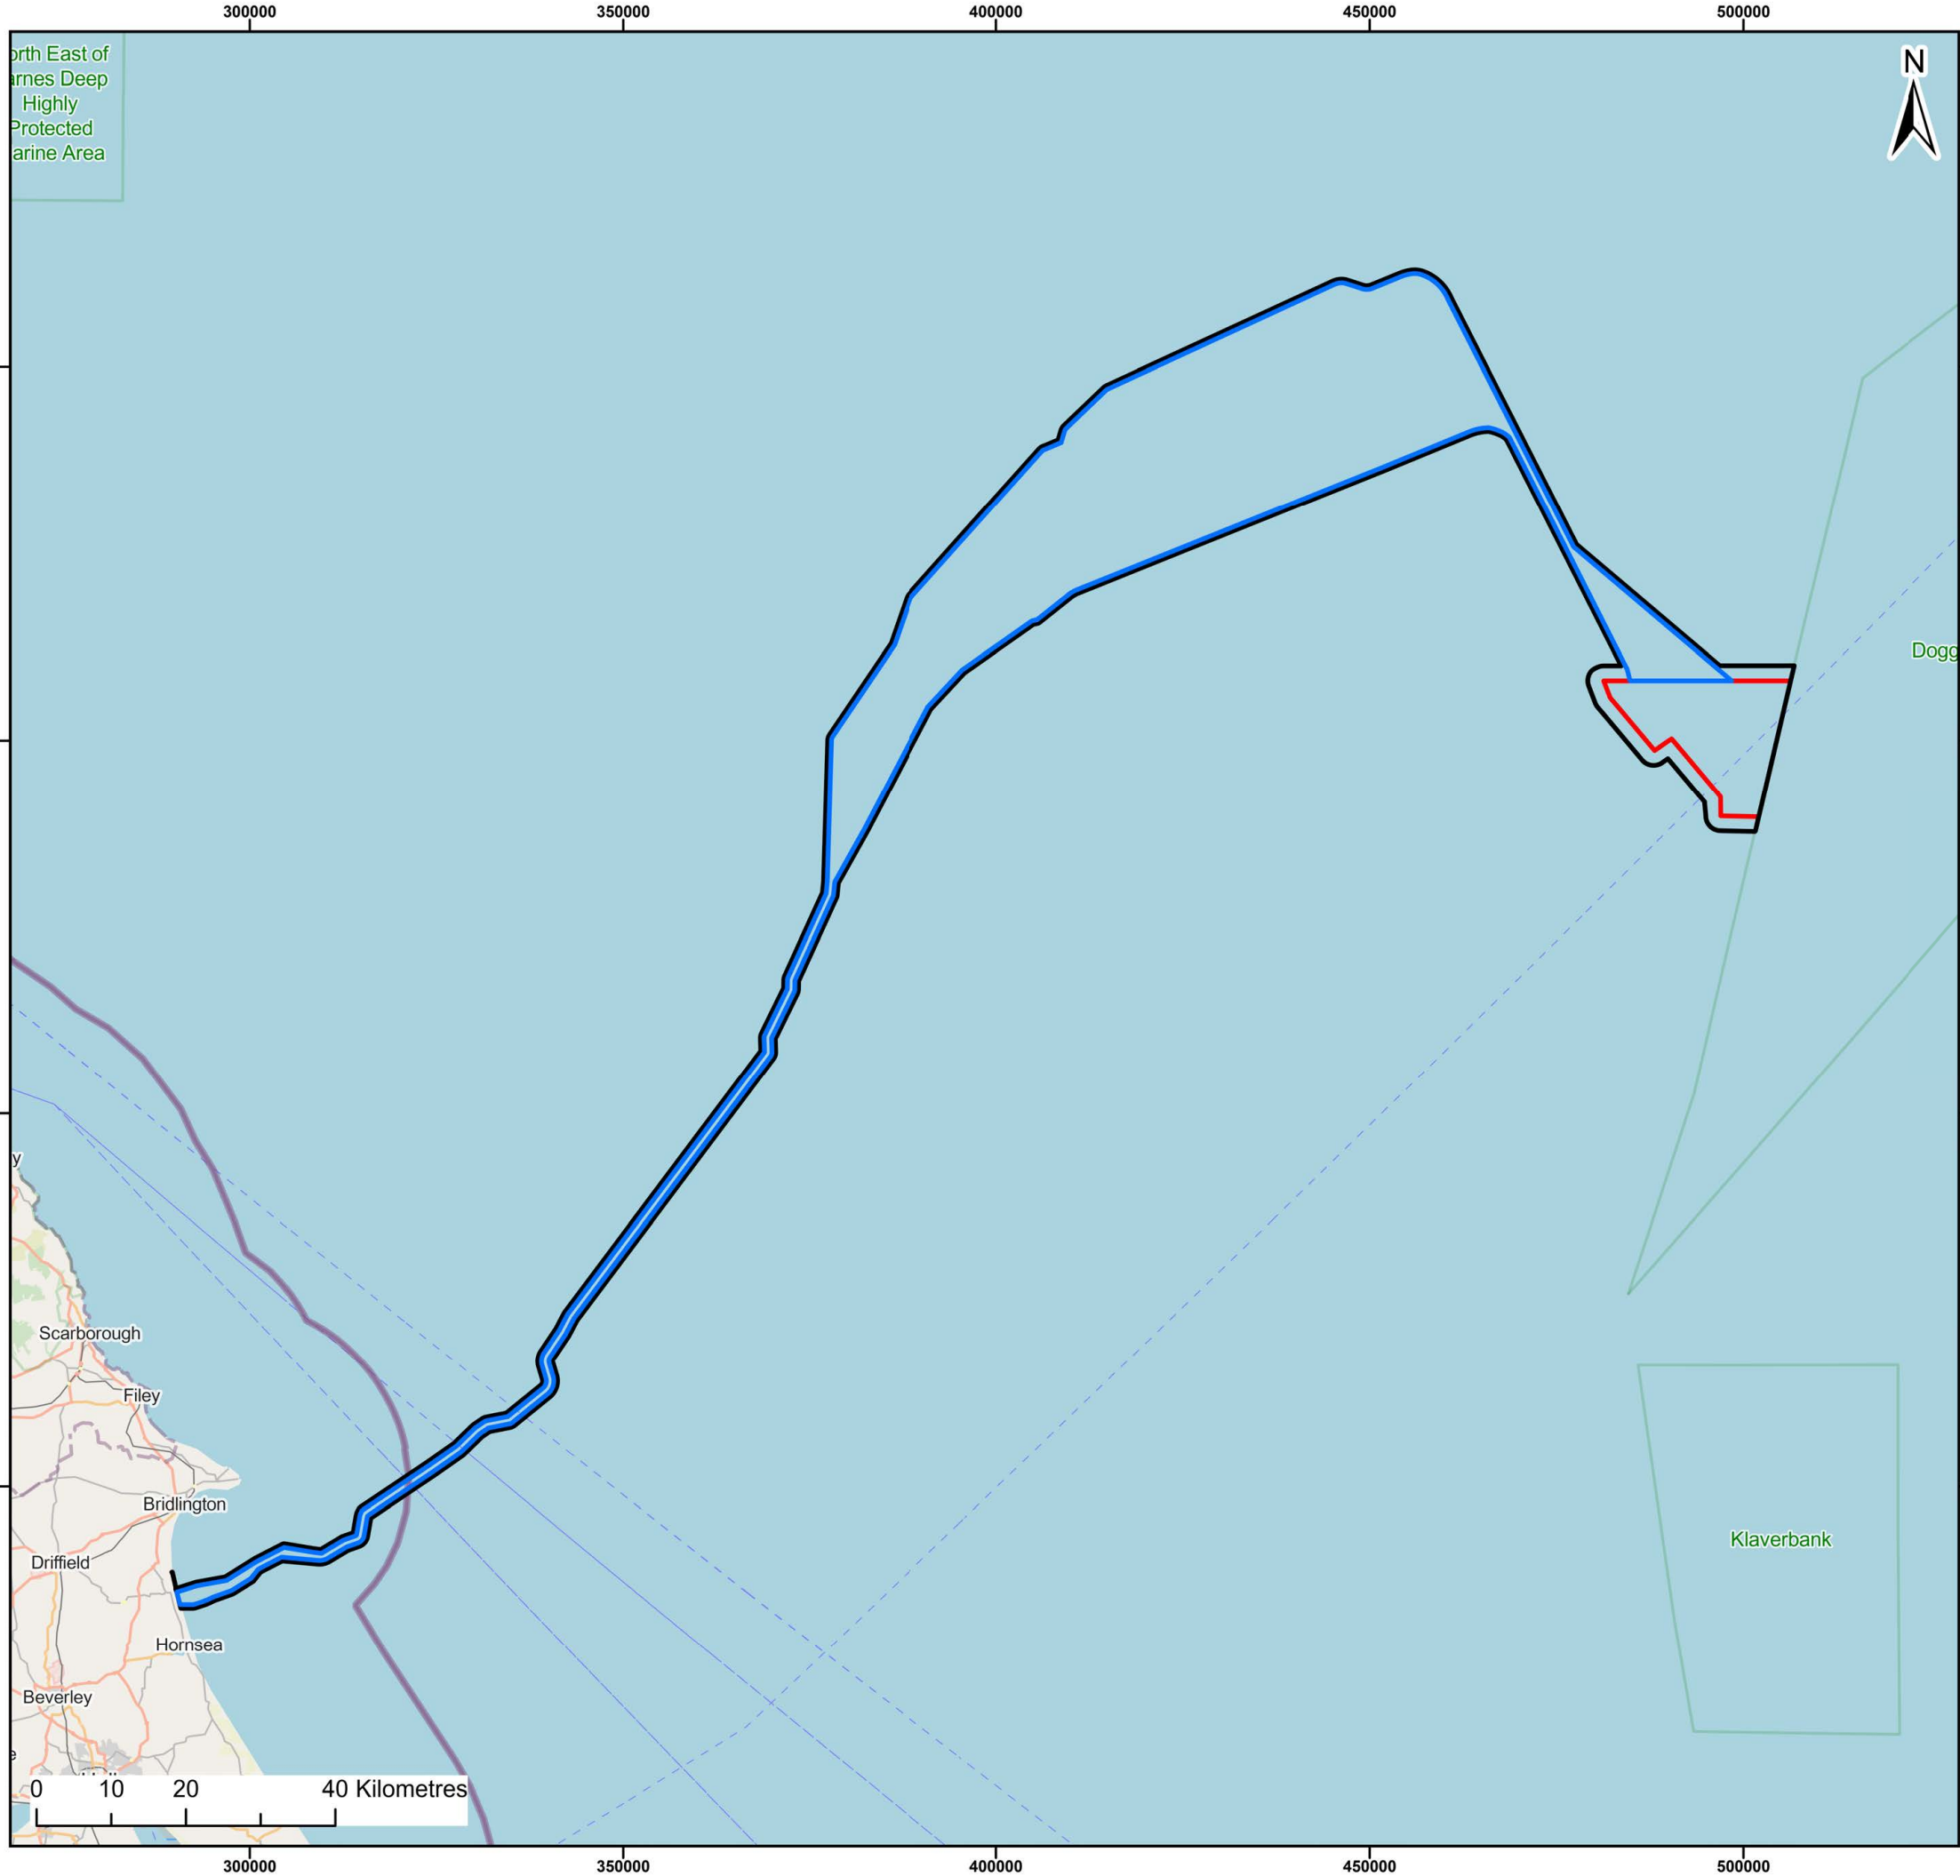 300000 350000 400000 450000 500000
orth East of
arnes Deep
Highly
Protected
arine Area
N
Dogg
y
Scarborough
Filey
Bridlington
Driffield
Klaverbank
Hornsea
Beverley
e
0 10 20 40 Kilometres
300000 350000 400000 450000 500000